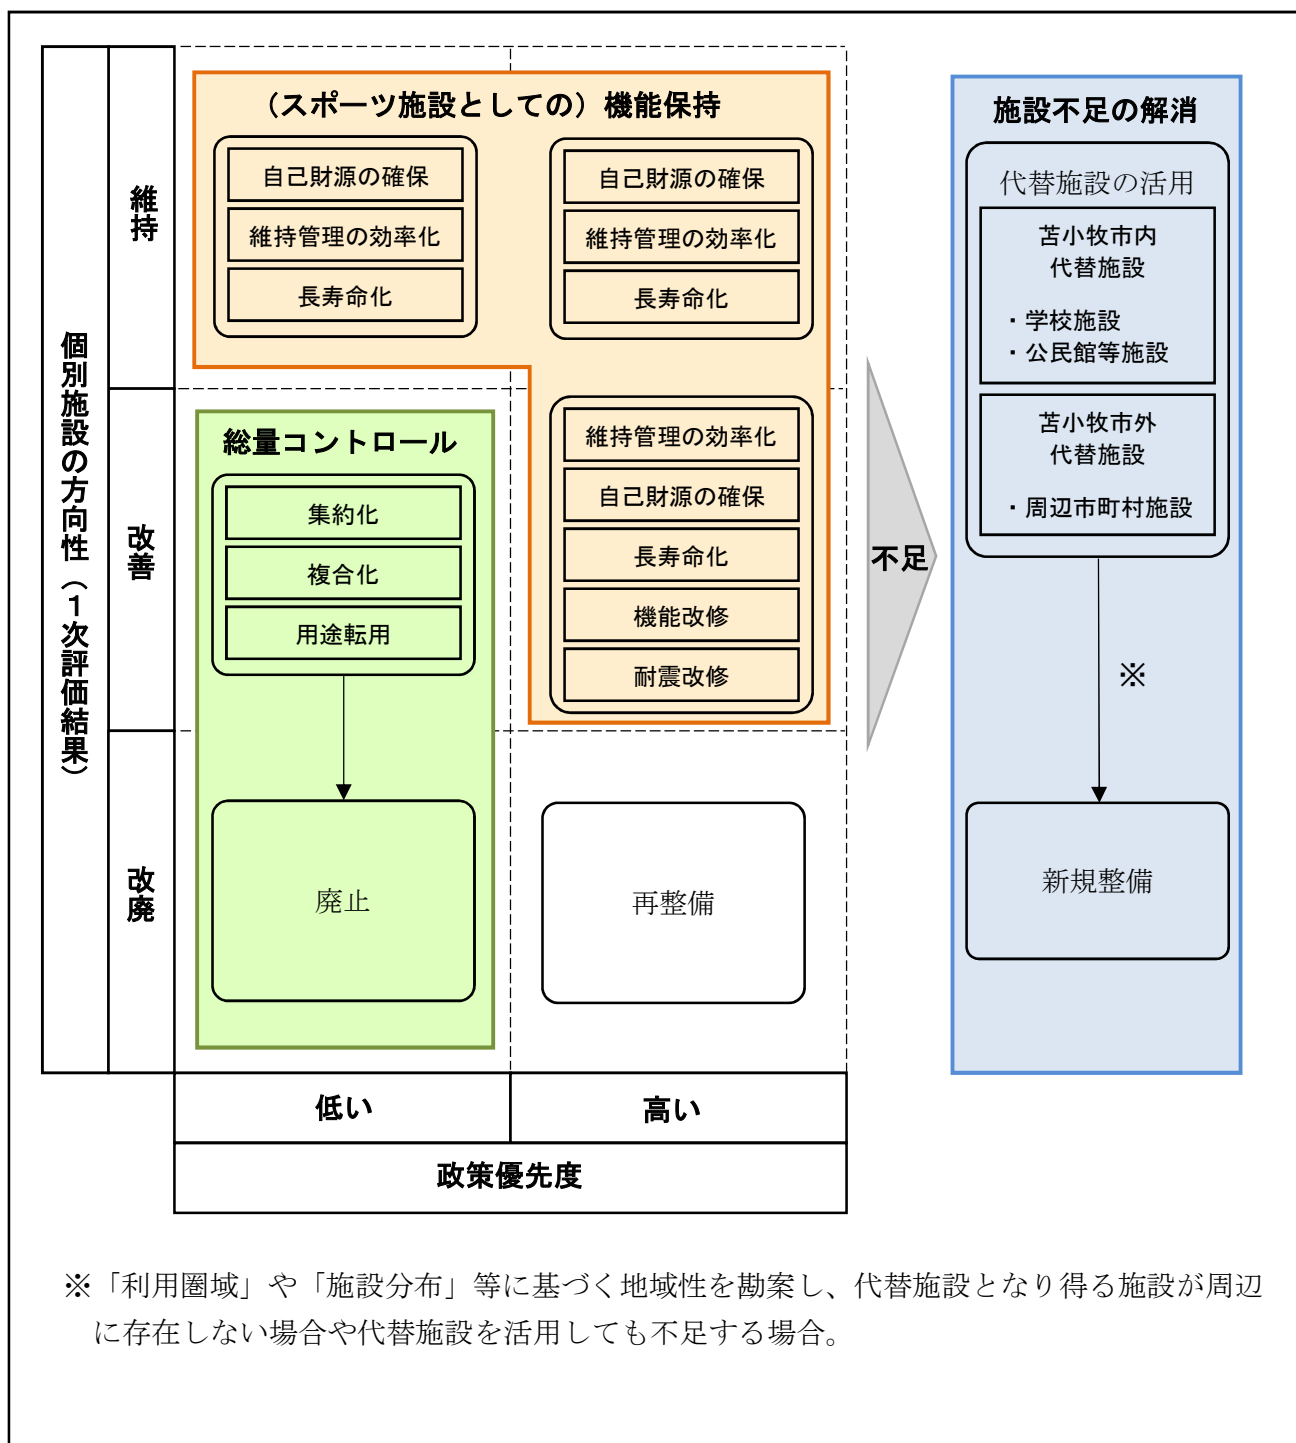 個別施設の方向性（１次評価結果）
維持
改善
改廃
（スポーツ施設としての）機能保持
自己財源の確保
維持管理の効率化
長寿命化
自己財源の確保
維持管理の効率化
長寿命化
維持管理の効率化
自己財源の確保
長寿命化
機能改修
耐震改修
総量コントロール
集約化
複合化
用途転用
廃止
再整備
低い
高い
政策優先度
不足
施設不足の解消
代替施設の活用
苫小牧市内
代替施設
・学校施設
・公民館等施設
苫小牧市外
代替施設
・周辺市町村施設
※
新規整備
※「利用圏域」や「施設分布」等に基づく地域性を勘案し、代替施設となり得る施設が周辺
に存在しない場合や代替施設を活用しても不足する場合。